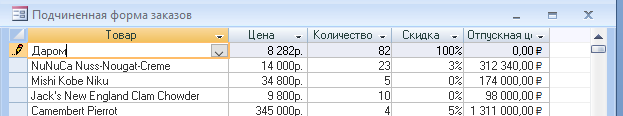 Подчиненная форма заказов
Товар Цена Количество Скидка Отпускная це
Даром 8 282р. 82 100% 0,00 ₽
NuNuCa Nuss-Nougat-Creme 14 000р. 23 3% 312 340,00 ₽
Mishi Kobe Niku 34 800р. 5 0% 174 000,00 ₽
Jack's New England Clam Chowder 9 800р. 10 0% 98 000,00 ₽
Camembert Pierrot 345 000р. 4 5% 1 311 000,00 ₽